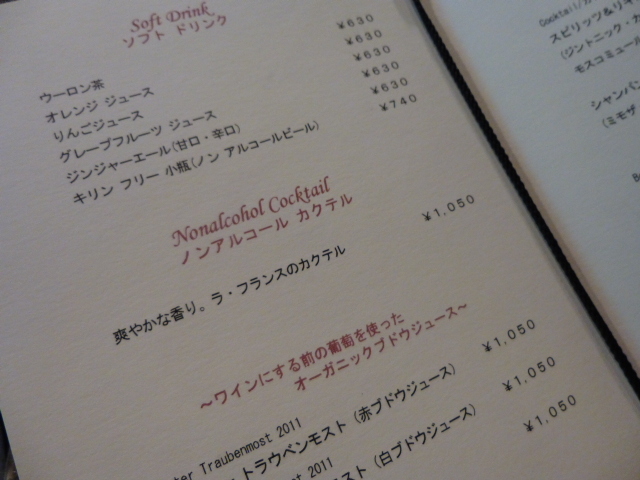 Soft Drink
ソフト ドリンク
ウーロン茶 ¥630
オレンジ ジュース ¥630
りんごジュース ¥630
グレープフルーツ ジュース ¥630
ジンジャーエール(甘口・辛口) ¥630
キリン フリー 小瓶(ノン アルコールビール) ¥740
Nonalcohol Cocktail
ノンアルコール カクテル
爽やかな香り。ラ・フランスのカクテル ¥1,050
～ワインにする前の葡萄を使った
オーガニックブドウジュース～
Traubenmost 2011 ¥1,050
トラウベンモスト (赤ブドウジュース) ¥1,050
2011
(白ブドウジュース) ¥1,050
Cocktail
スピリッツ&リキ
(ジントニック・カ
モスコミュール
シャンパン
(ミモザ